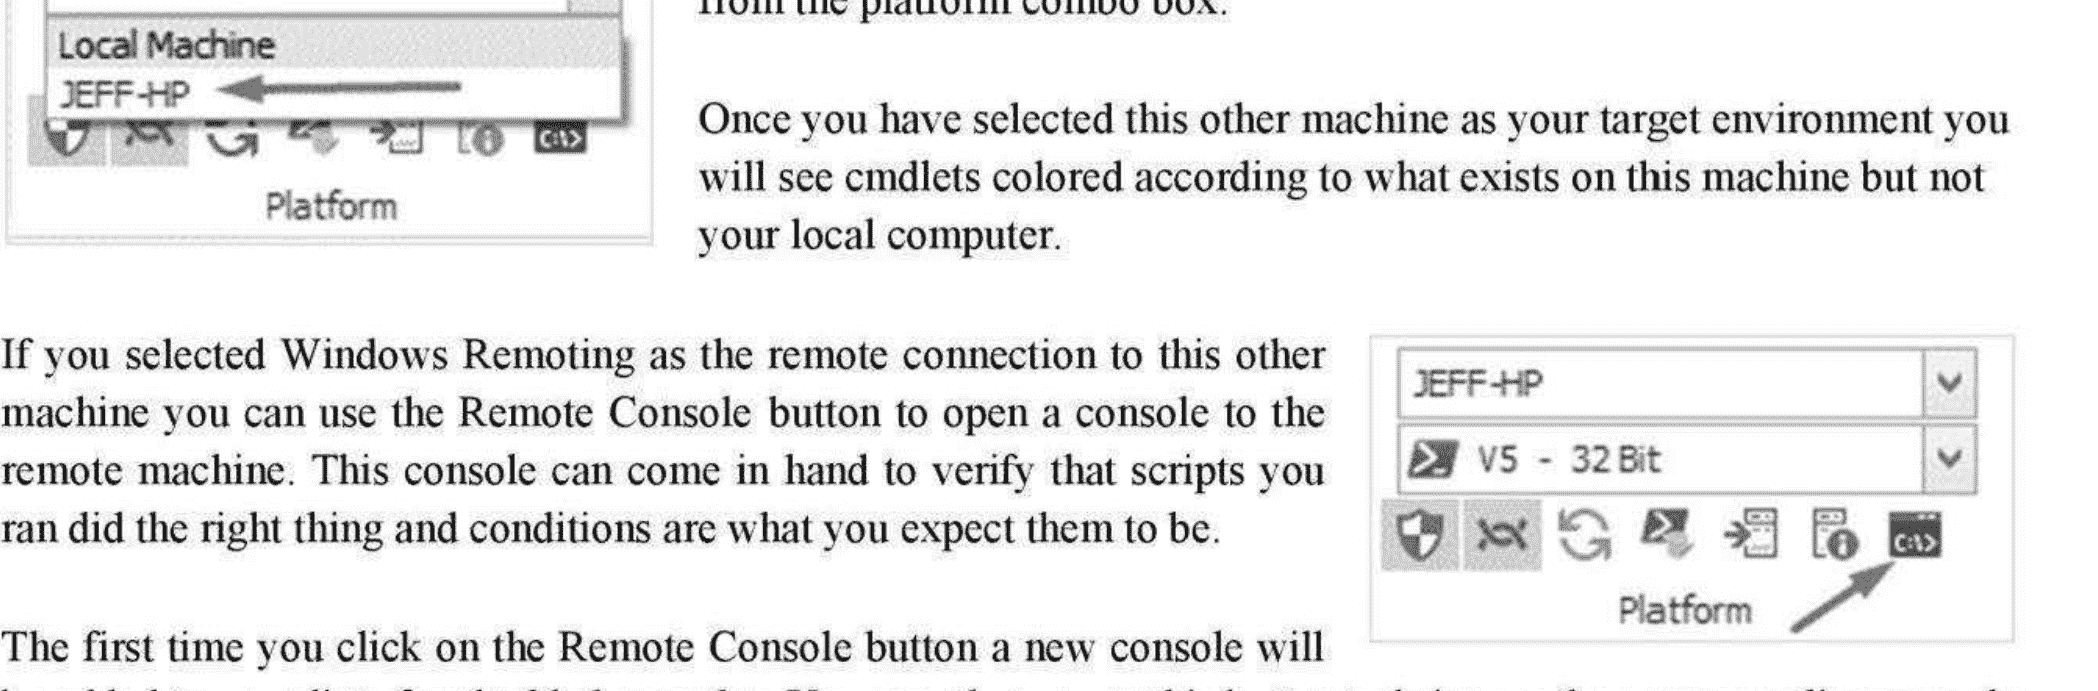 from the platform combo box.
Local Machine
JEFF-HP
Platform
Once you have selected this other machine as your target environment you
will see cmdlets colored according to what exists on this machine but not
your local computer.
If you selected Windows Remoting as the remote connection to this other
machine you can use the Remote Console button to open a console to the
remote machine. This console can come in hand to verify that scripts you
ran did the right thing and conditions are what you expect them to be.
JEFF-HP
V5 - 32 Bit
C:\>
Platform
The first time you click on the Remote Console button a new console will